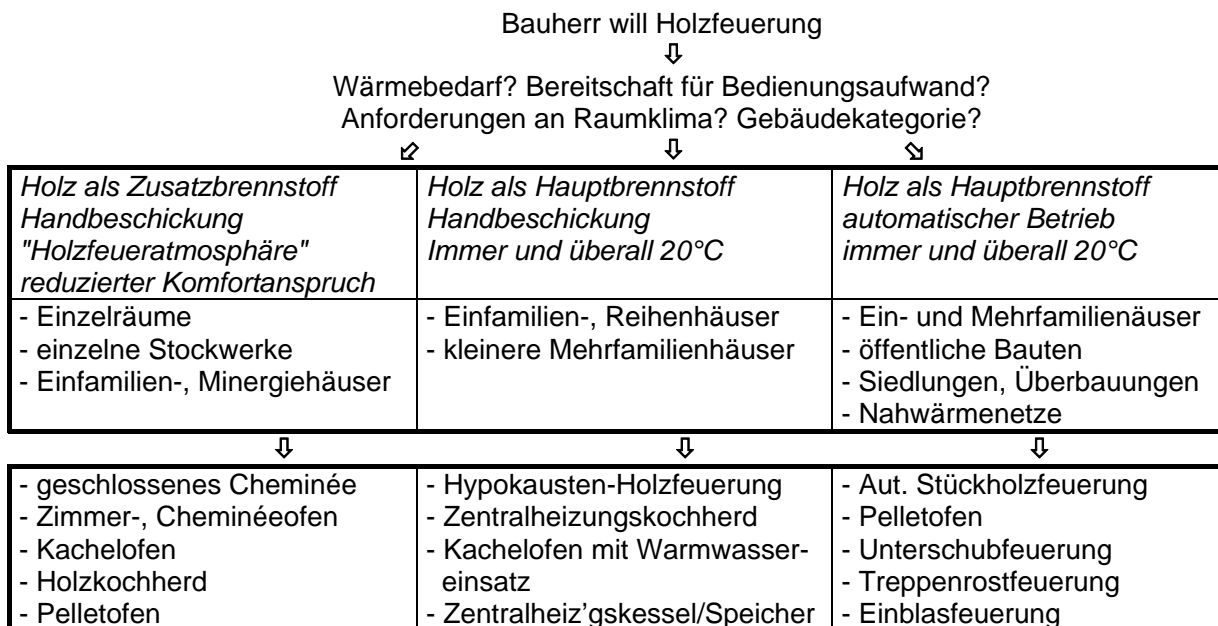 Bauherr will Holzfeuerung
⇩
Wärmebedarf? Bereitschaft für Bedienungsaufwand?
Anforderungen an Raumklima? Gebäudekategorie?
Holz als Zusatzbrennstoff
Handbeschickung
"Holzfeueratmosphäre"
reduzierter Komfortanspruch
Holz als Hauptbrennstoff
Handbeschickung
Immer und überall 20°C
Holz als Hauptbrennstoff
automatischer Betrieb
immer und überall 20°C
- Einzelräume
- einzelne Stockwerke
- Einfamilien-, Minergiehäuser
- Einfamilien-, Reihenhäuser
- kleinere Mehrfamilienhäuser
- Ein- und Mehrfamilienäuser
- öffentliche Bauten
- Siedlungen, Überbauungen
- Nahwärmenetze
- geschlossenes Cheminée
- Zimmer-, Cheminéeofen
- Kachelofen
- Holzkochherd
- Pelletofen
- Hypokausten-Holzfeuerung
- Zentralheizungskochherd
- Kachelofen mit Warmwasser-
einsatz
- Zentralheiz'gskessel/Speicher
- Aut. Stückholzfeuerung
- Pelletofen
- Unterschubfeuerung
- Treppenrostfeuerung
- Einblasfeuerung